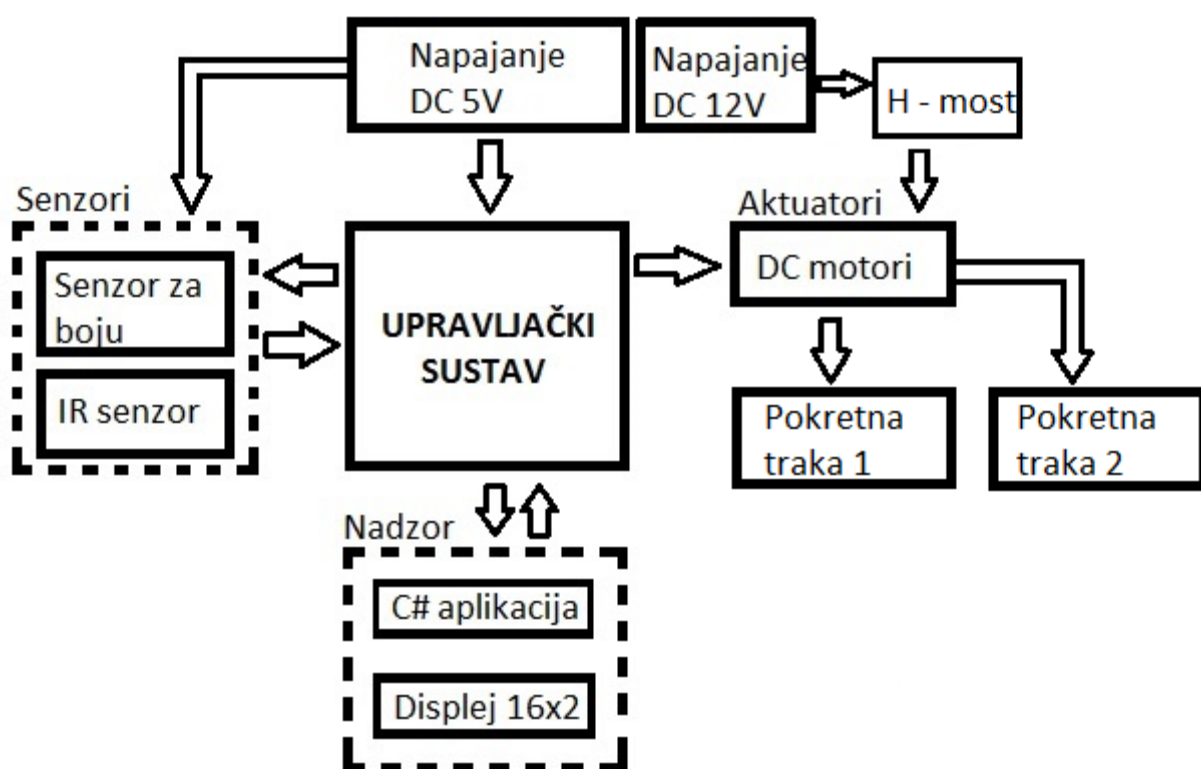 Napajanje
DC 5V
Napajanje
DC 12V
H - most
Senzori
Senzor za
boju
IR senzor
UPRAVLJAČKI
SUSTAV
Aktuatori
DC motori
Pokretna
traka 1
Pokretna
traka 2
Nadzor
C# aplikacija
Displej 16x2